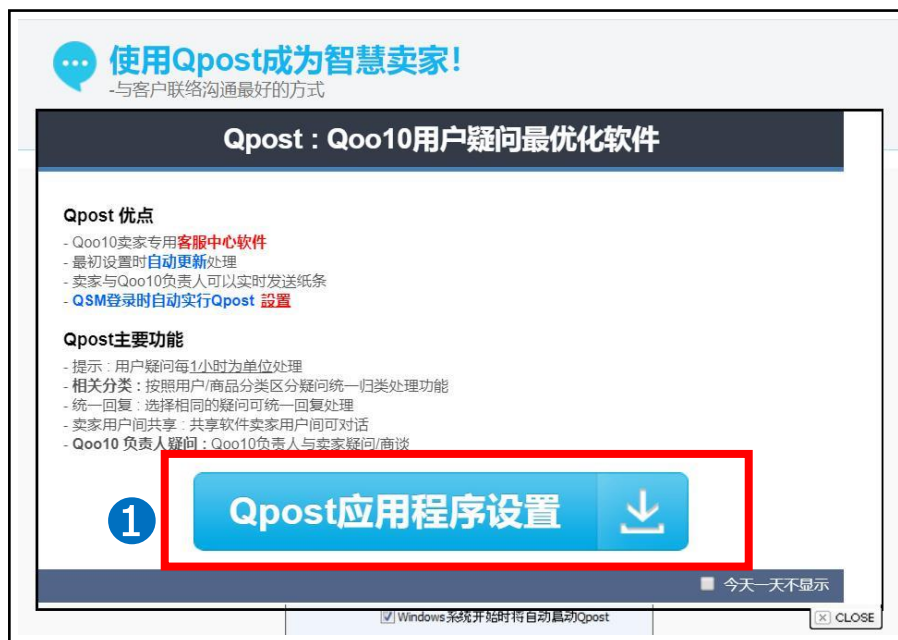 使用Qpost成为智慧卖家!
-与客户联络沟通最好的方式
Qpost : Qoo10用户疑问最优化软件
Qpost 优点
- Qoo10卖家专用客服中心软件
- 最初设置时自动更新处理
- 卖家与Qoo10负责人可以实时发送纸条
- QSM登录时自动实行Qpost 設置
Qpost主要功能
- 提示 : 用户疑问每1小时为单位处理
- 相关分类 : 按照用户/商品分类区分疑问统一归类处理功能
- 统一回复 : 选择相同的疑问可统一回复处理
- 卖家用户间共享 : 共享软件卖家用户间可对话
- Qoo10 负责人疑问 : Qoo10负责人与卖家疑问/商谈
1
Qpost应用程序设置
今天一天不显示
Windows系统开始时将自动启动Qpost
CLOSE